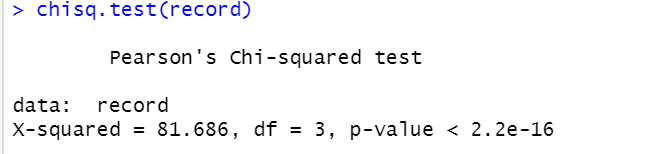 > chisq.test(record)
Pearson's Chi-squared test
data:  record
X-squared = 81.686, df = 3, p-value < 2.2e-16